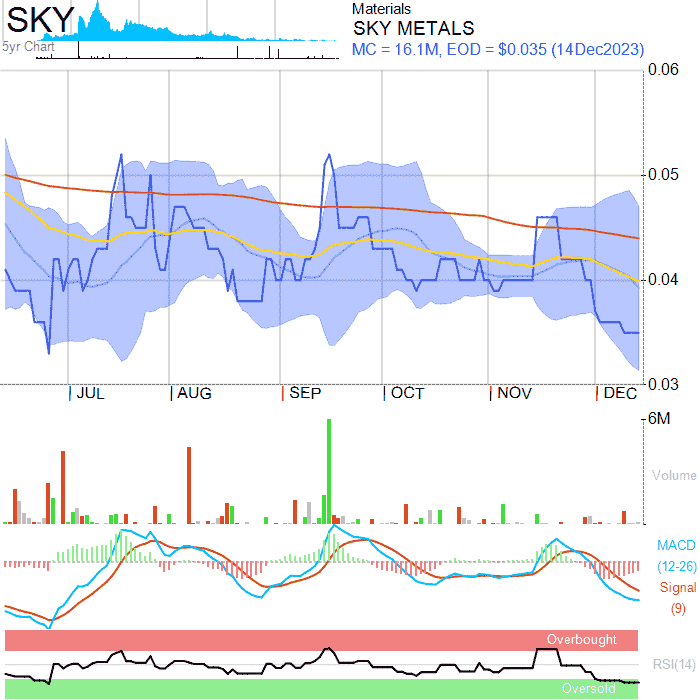 SKY
5yr Chart
Materials
SKY METALS
MC = 16.1M, EOD = $0.035 (14Dec2023)
0.06
0.05
0.04
0.03
JUL AUG SEP OCT NOV DEC
6M
Volume
MACD
(12-26)
Signal
(9)
Overbought
RSI(14)
Oversold